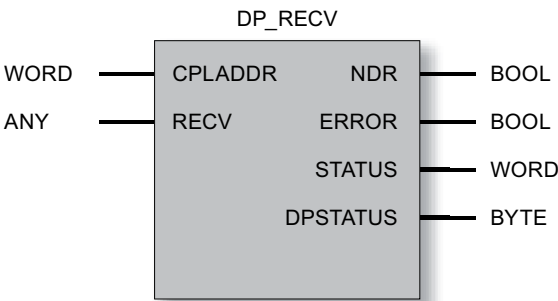 DP_RECV
WORD CPLADDR NDR BOOL
ANY RECV ERROR BOOL
STATUS WORD
DPSTATUS BYTE